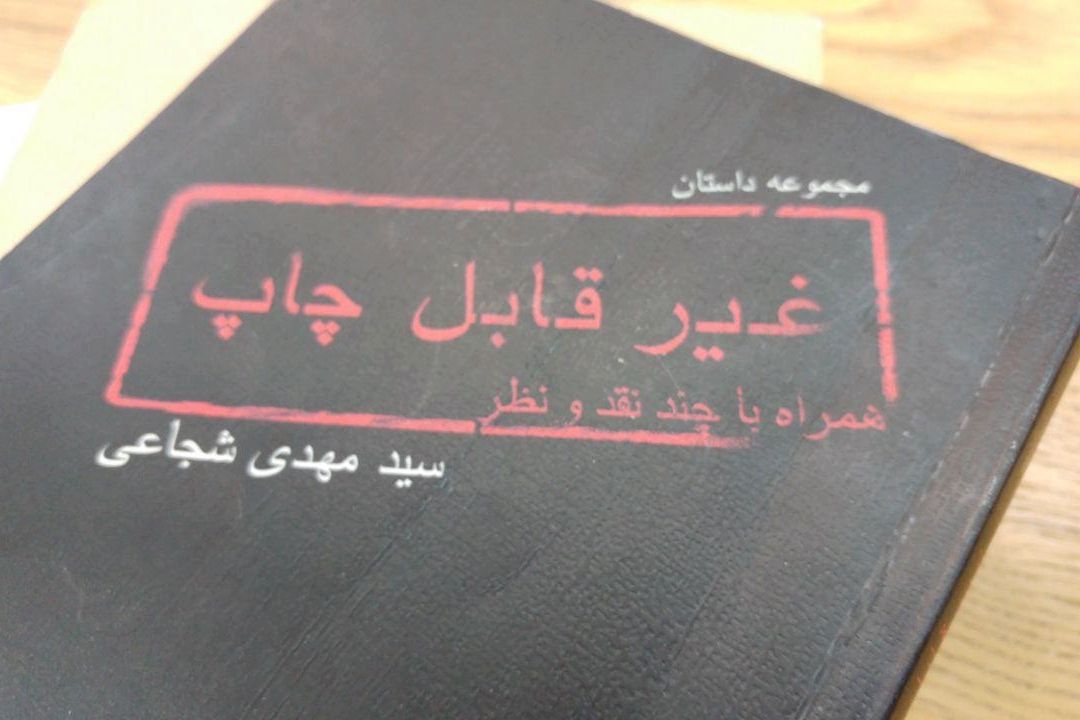 مجموعه داستان
غیر قابل چاپ
همراه با چند نقد و نظر
سید مهدی شجاعی